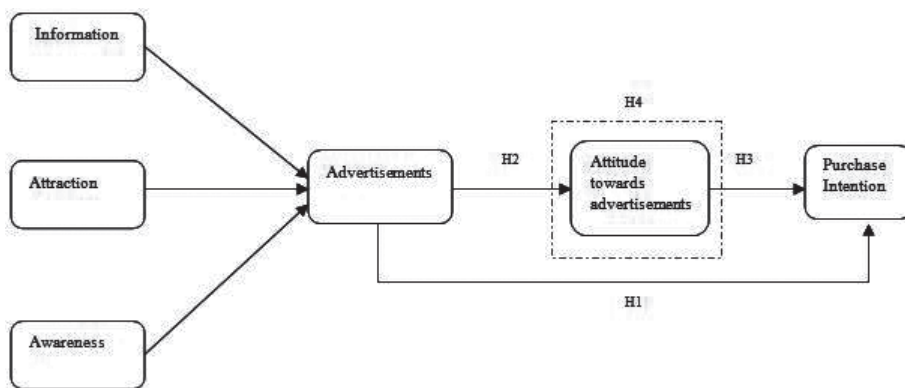 Information
H4
Attraction
Advertisements
H2
Attitude
towards
advertisements
H3
Purchase
Intention
H1
Awareness